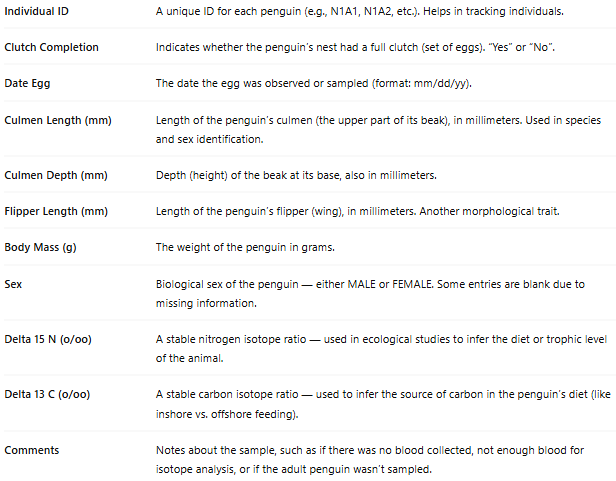 Individual ID A unique ID for each penguin (e.g., N1A1, N1A2, etc.). Helps in tracking individuals.
Clutch Completion Indicates whether the penguin's nest had a full clutch (set of eggs). "Yes" or "No".
Date Egg The date the egg was observed or sampled (format: mm/dd/yy).
Culmen Length (mm) Length of the penguin's culmen (the upper part of its beak), in millimeters. Used in species
and sex identification.
Culmen Depth (mm) Depth (height) of the beak at its base, also in millimeters.
Flipper Length (mm) Length of the penguin's flipper (wing), in millimeters. Another morphological trait.
Body Mass (g) The weight of the penguin in grams.
Sex Biological sex of the penguin — either MALE or FEMALE. Some entries are blank due to
missing information.
Delta 15 N (o/oo) A stable nitrogen isotope ratio — used in ecological studies to infer the diet or trophic level
of the animal.
Delta 13 C (o/oo) A stable carbon isotope ratio — used to infer the source of carbon in the penguin's diet (like
inshore vs. offshore feeding).
Comments Notes about the sample, such as if there was no blood collected, not enough blood for
isotope analysis, or if the adult penguin wasn't sampled.